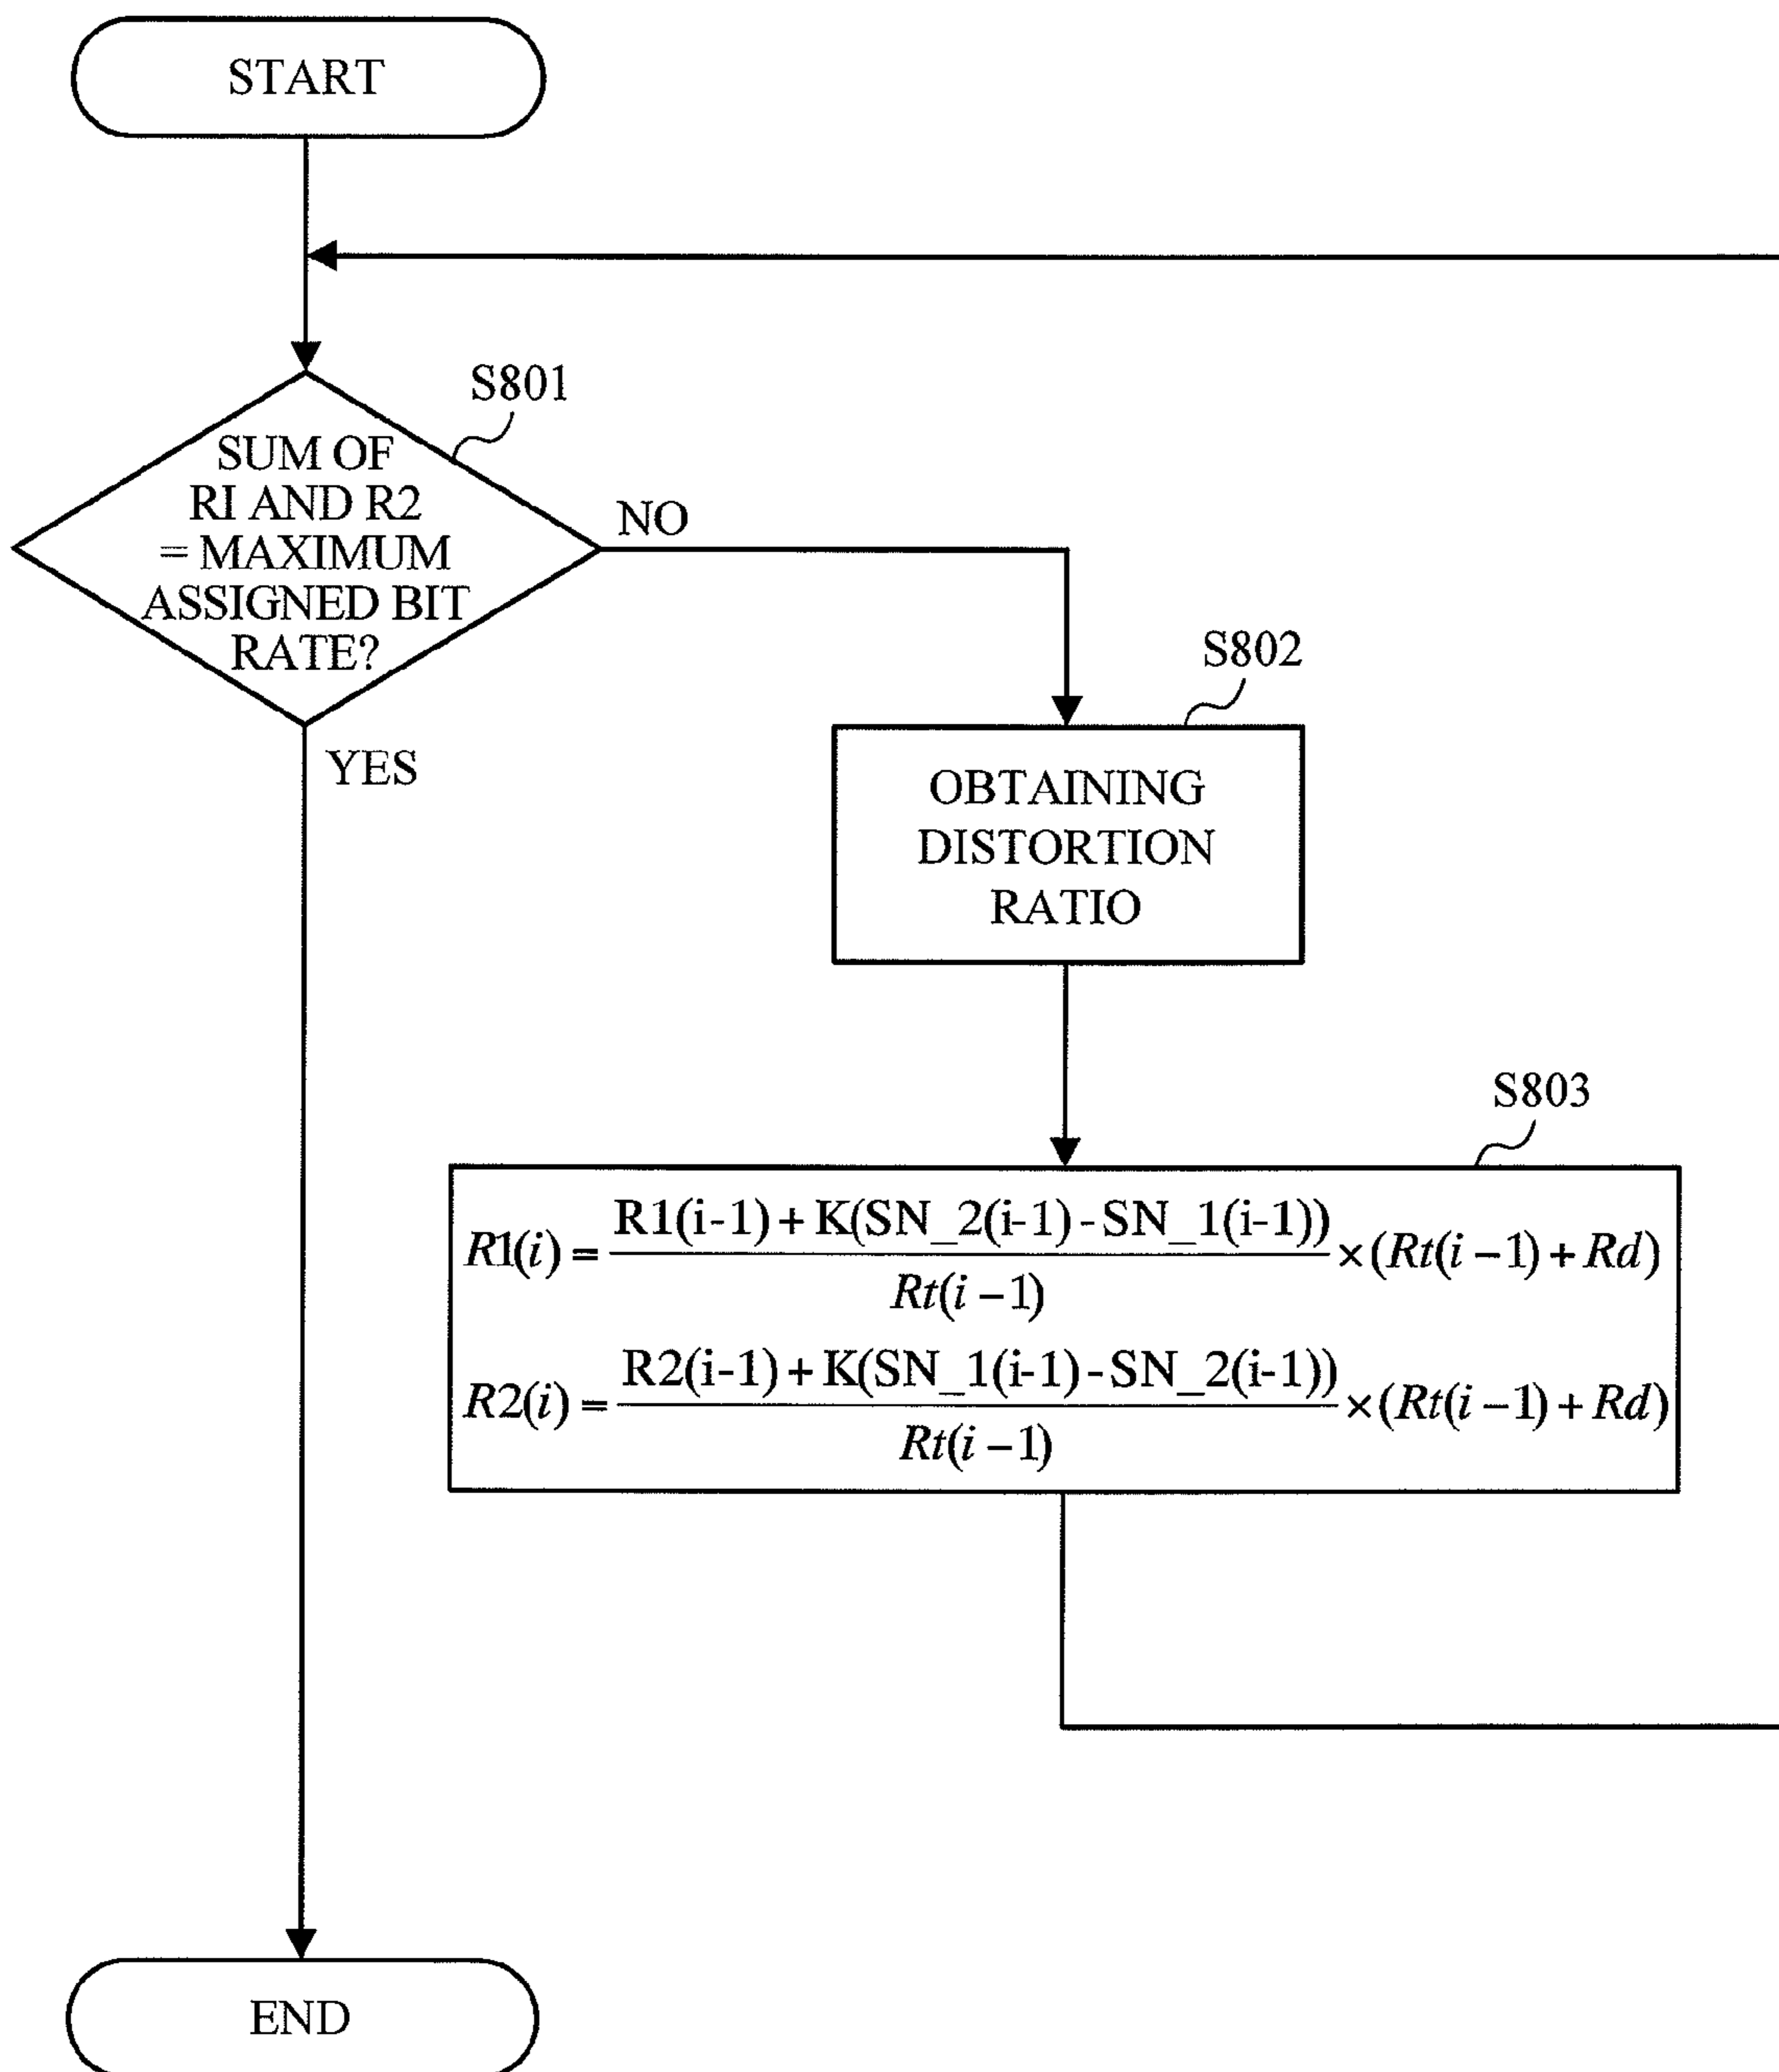 START
S801
SUM OF
RI AND R2
= MAXIMUM
ASSIGNED BIT
RATE?
NO
YES
S802
OBTAINING
DISTORTION
RATIO
S803
R1(i) = R1(i-1) + K(SN_2(i-1) - SN_1(i-1)) / Rt(i-1) × (Rt(i-1) + Rd)
R2(i) = R2(i-1) + K(SN_1(i-1) - SN_2(i-1)) / Rt(i-1) × (Rt(i-1) + Rd)
END